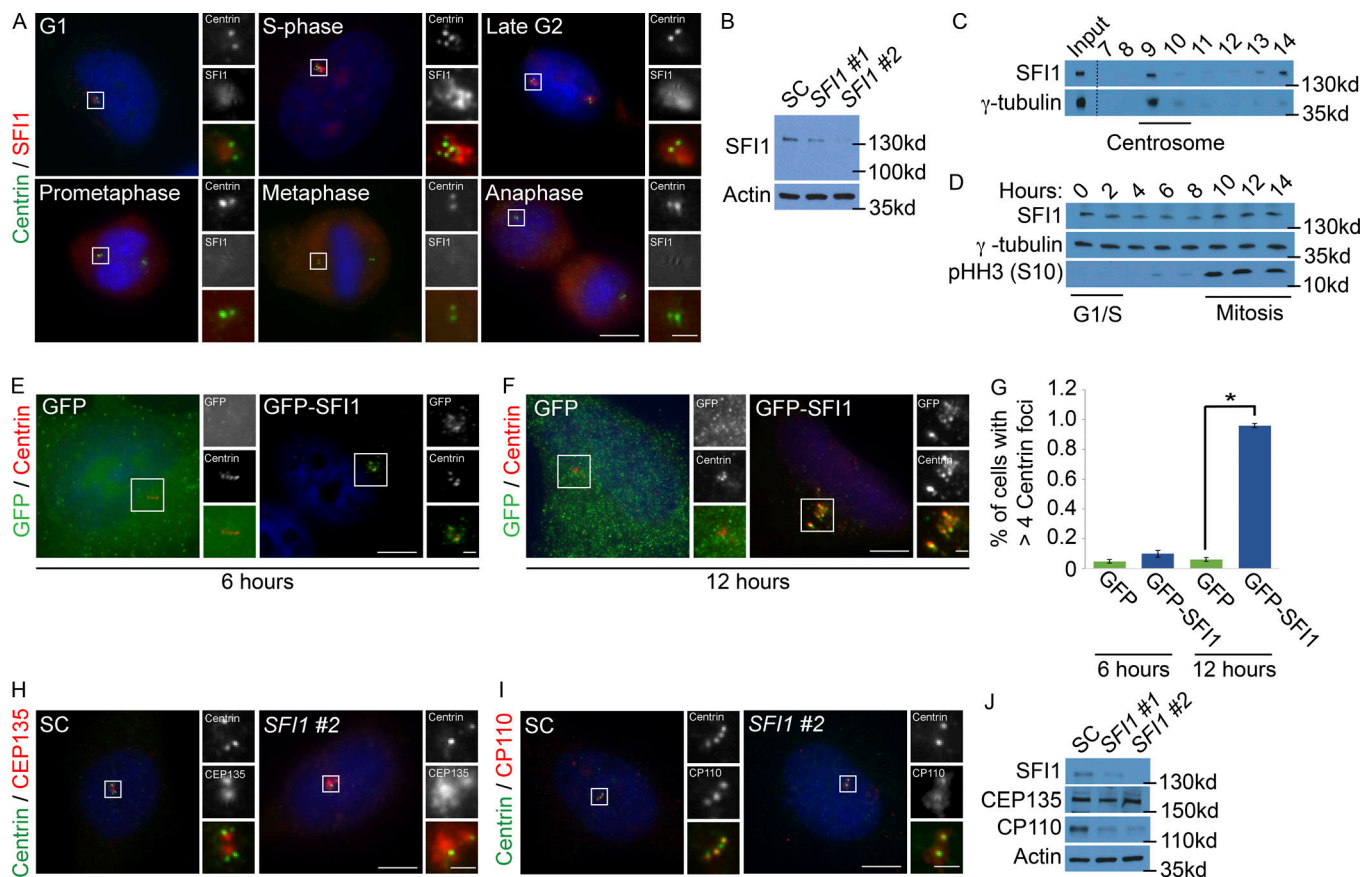 A
Centrin / SFI1
G1
Centrin
SFI1
S-phase
Centrin
SFI1
Late G2
Centrin
SFI1
Prometaphase
Centrin
SFI1
Metaphase
Centrin
SFI1
Anaphase
Centrin
SFI1
B
SC
SFI1 #1
SFI1 #2
SFI1
130kd
100kd
Actin
35kd
C
Input 7 8 9 10 11 12 13 14
SFI1
130kd
γ-tubulin
35kd
Centrosome
D
Hours: 0 2 4 6 8 10 12 14
SFI1
130kd
γ -tubulin
35kd
pHH3 (S10)
10kd
G1/S
Mitosis
E
GFP / Centrin
GFP
GFP
Centrin
GFP-SFI1
GFP
Centrin
6 hours
F
GFP / Centrin
GFP
GFP
Centrin
GFP-SFI1
GFP
Centrin
12 hours
G
% of cells with
> 4 Centrin foci
1.2
1.0
0.8
0.6
0.4
0.2
0
*
GFP
GFP-SFI1
GFP
GFP-SFI1
6 hours
12 hours
H
Centrin / CEP135
SC
Centrin
CEP135
SFI1 #2
Centrin
CEP135
I
Centrin / CP110
SC
Centrin
CP110
SFI1 #2
Centrin
CP110
J
SC
SFI1 #1
SFI1 #2
SFI1
130kd
CEP135
150kd
CP110
110kd
Actin
35kd